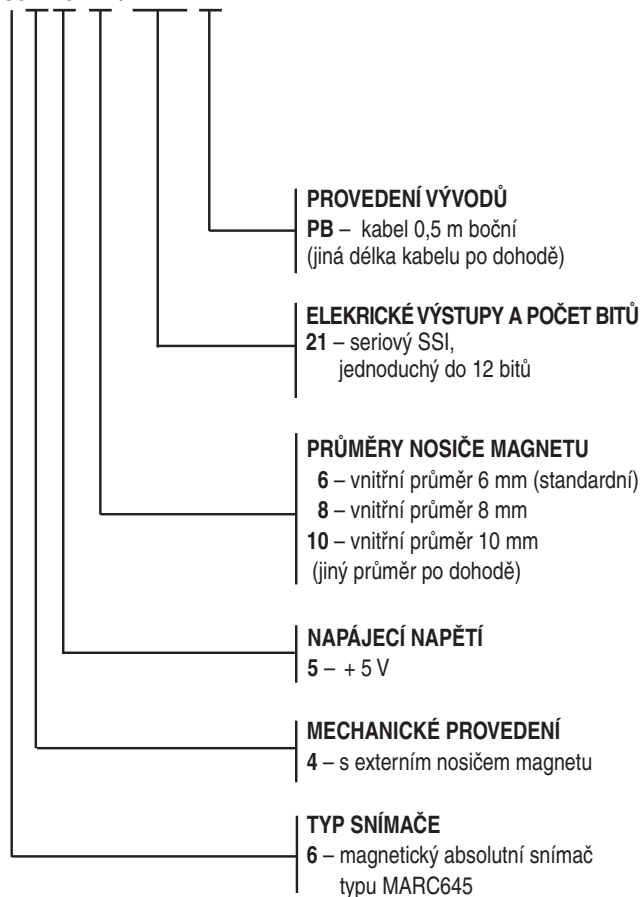 PROVEDENÍ VÝVODŮ
PB – kabel 0,5 m boční
(jiná délka kabelu po dohodě)
ELEKRICKÉ VÝSTUPY A POČET BITŮ
21 – seriový SSI,
jednoduchý do 12 bitů
PRŮMĚRY NOSIČE MAGNETU
6 – vnitřní průměr 6 mm (standardní)
8 – vnitřní průměr 8 mm
10 – vnitřní průměr 10 mm
(jiný průměr po dohodě)
NAPÁJECÍ NAPĚTÍ
5 – + 5 V
MECHANICKÉ PROVEDENÍ
4 – s externím nosičem magnetu
TYP SNÍMAČE
6 – magnetický absolutní snímač
typu MARC645